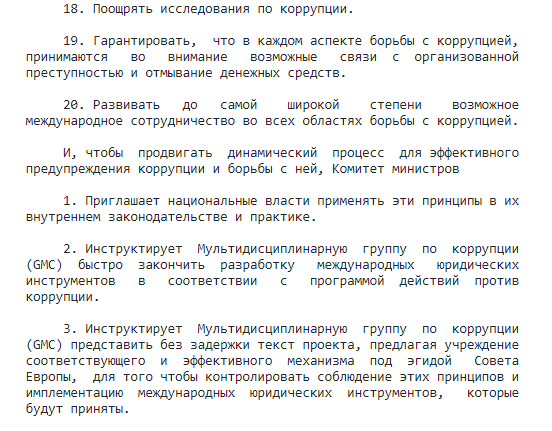 18. Поощрять исследования по коррупции.
19. Гарантировать, что в каждом аспекте борьбы с коррупцией,
принимаются во внимание возможные связи с организованной
преступностью и отмывание денежных средств.
20. Развивать до самой широкой степени возможное
международное сотрудничество во всех областях борьбы с коррупцией.
И, чтобы продвигать динамический процесс для эффективного
предупреждения коррупции и борьбы с ней, Комитет министров
1. Приглашает национальные власти применять эти принципы в их
внутреннем законодательстве и практике.
2. Инструктирует Мультидисциплинарную группу по коррупции
(GMC) быстро закончить разработку международных юридических
инструментов в соответствии с программой действий против
коррупции.
3. Инструктирует Мультидисциплинарную группу по коррупции
(GMC) представить без задержки текст проекта, предлагая учреждение
соответствующего и эффективного механизма под эгидой Совета
Европы, для того чтобы контролировать соблюдение этих принципов и
имплементацию международных юридических инструментов, которые
будут приняты.